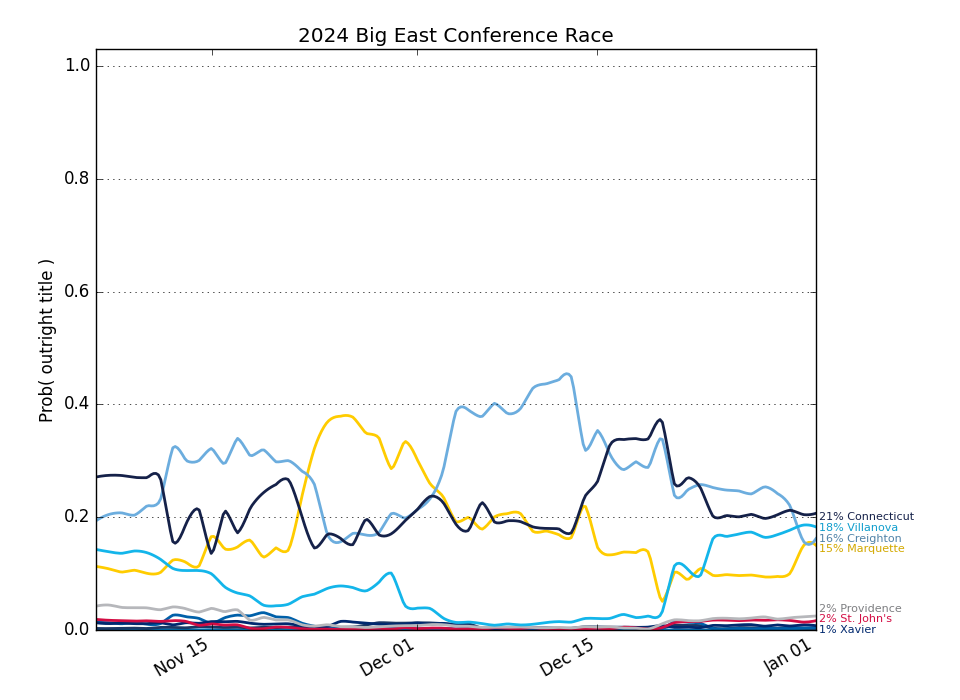 2024 Big East Conference Race
Prob( outright title )
1.0
0.8
0.6
0.4
0.2
0.0
Nov 15
Dec 01
Dec 15
Jan 01
21% Connecticut
18% Villanova
16% Creighton
15% Marquette
2% Providence
2% St. John's
1% Xavier